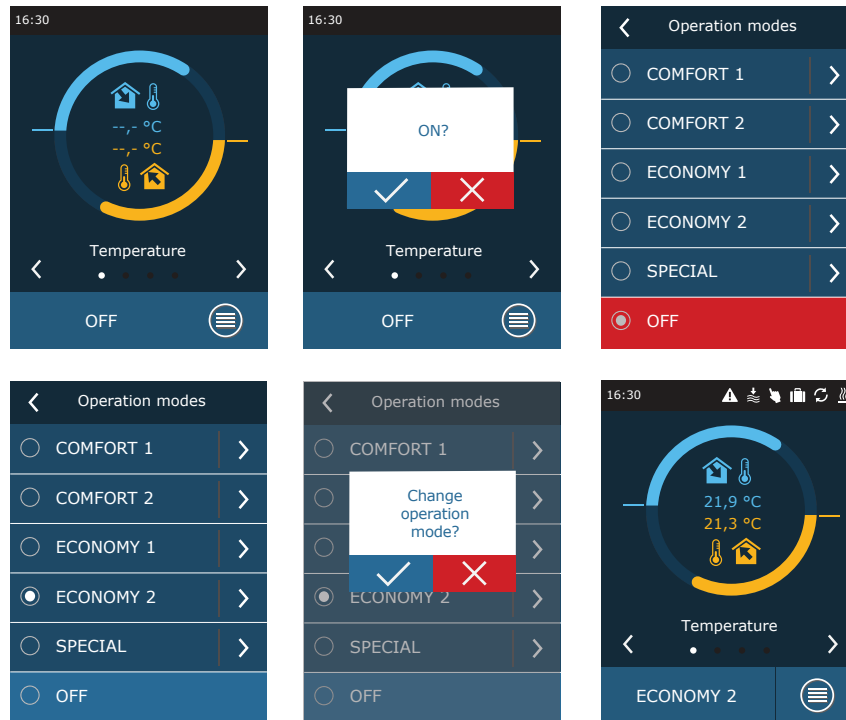 16:30
--,- °C
--,- °C
Temperature
OFF
16:30
ON?
Temperature
OFF
Operation modes
COMFORT 1
COMFORT 2
ECONOMY 1
ECONOMY 2
SPECIAL
OFF
Operation modes
COMFORT 1
COMFORT 2
ECONOMY 1
ECONOMY 2
SPECIAL
OFF
Operation modes
COMFORT 1
Change
operation
mode?
ECONOMY 2
SPECIAL
OFF
16:30
21,9 °C
21,3 °C
Temperature
ECONOMY 2